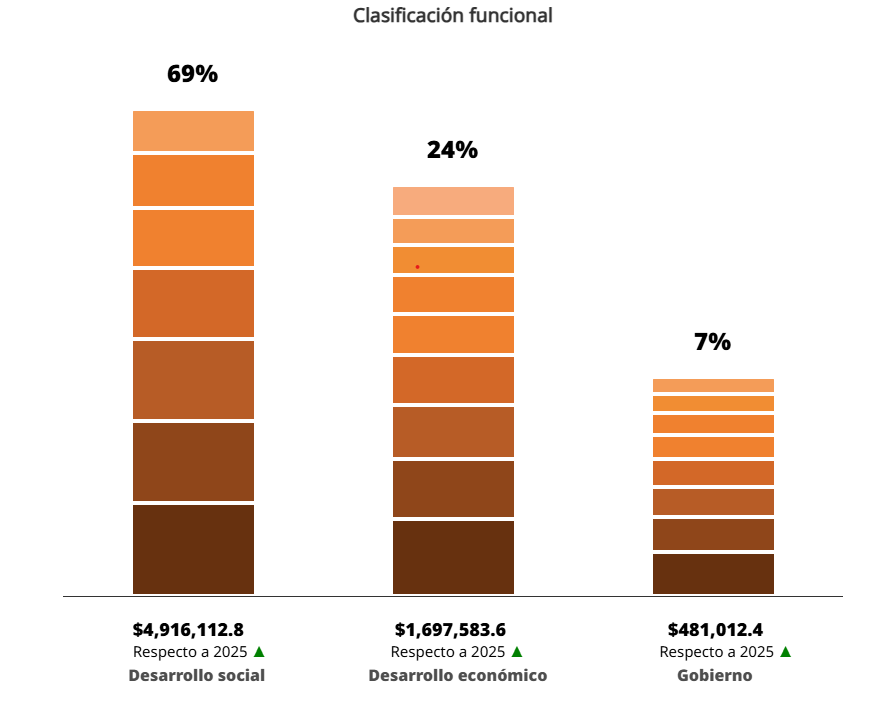 Clasificación funcional
69%
24%
7%
$4,916,112.8
Respecto a 2025 ▲
Desarrollo social
$1,697,583.6
Respecto a 2025 ▲
Desarrollo económico
$481,012.4
Respecto a 2025 ▲
Gobierno